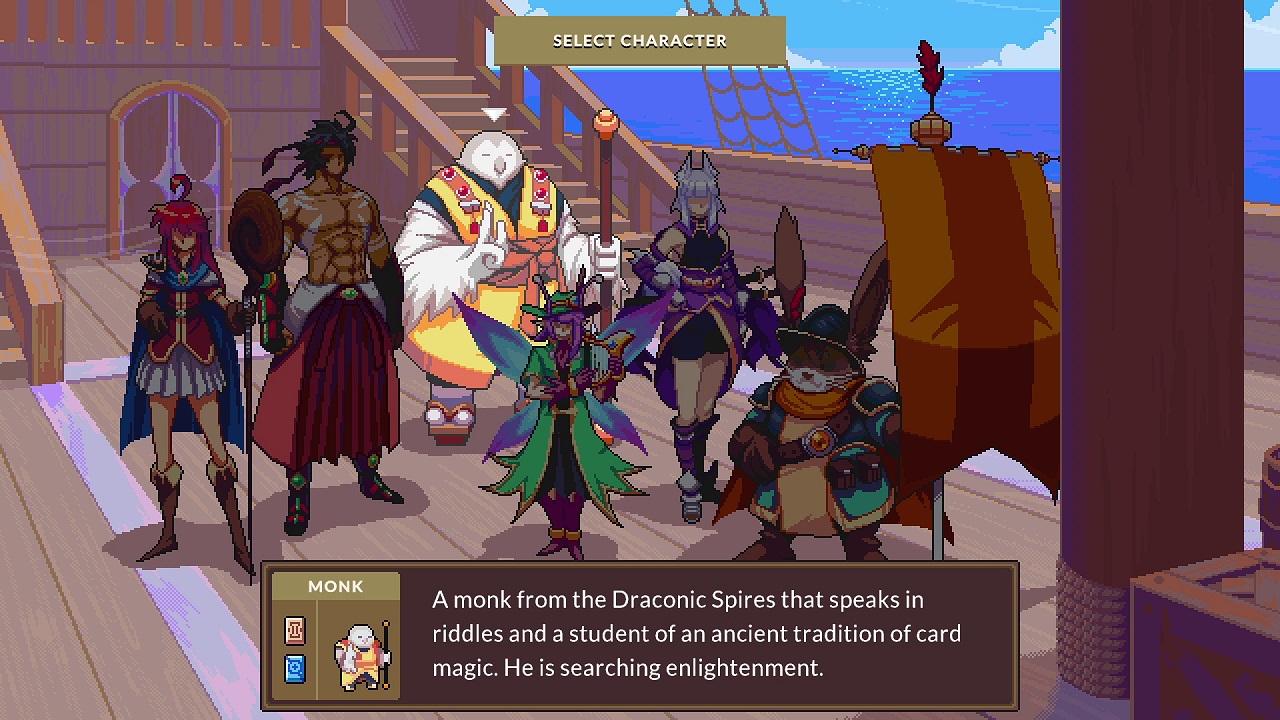 SELECT CHARACTER
MONK
A monk from the Draconic Spires that speaks in
riddles and a student of an ancient tradition of card
magic. He is searching enlightenment.